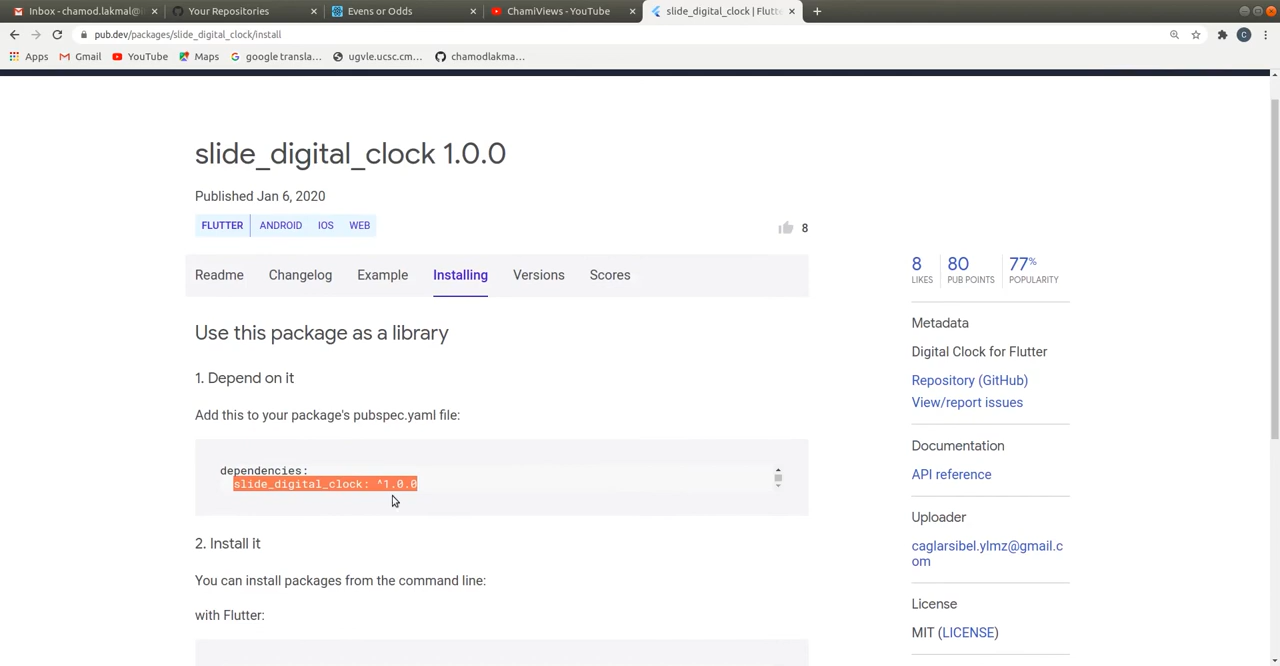 Inbox - chamod.lakmal@
Your Repositories
Evens or Odds
ChamiViews - YouTube
slide_digital_clock | Flutte
pub.dev/packages/slide_digital_clock/install
C
Apps
Gmail
YouTube
Maps
google transla...
ugvle.ucsc.cm...
chamodlakma...
slide_digital_clock 1.0.0
Published Jan 6, 2020
FLUTTER ANDROID IOS WEB
8
Readme Changelog Example Installing Versions Scores
Use this package as a library
1. Depend on it
Add this to your package's pubspec.yaml file:
dependencies:
slide_digital_clock: ^1.0.0
2. Install it
You can install packages from the command line:
with Flutter:
8 80 77%
LIKES PUB POINTS POPULARITY
Metadata
Digital Clock for Flutter
Repository (GitHub)
View/report issues
Documentation
API reference
Uploader
caglarsibel.ylmz@gmail.c
om
License
MIT (LICENSE)